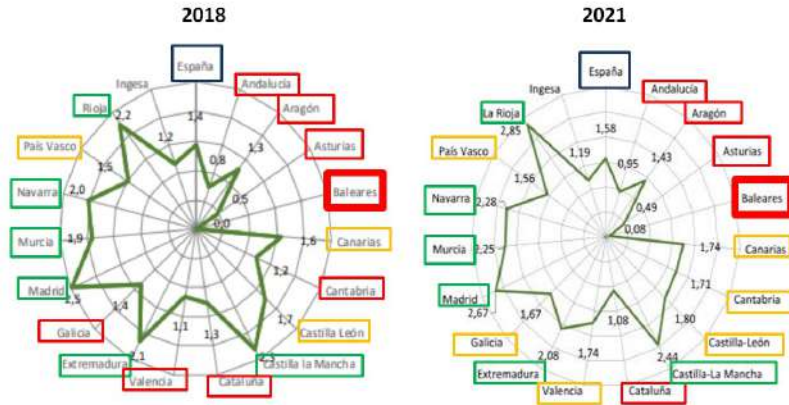 2018
España
Andalucía
Aragón
Asturias
Baleares
Canarias
Cantabria
Castilla León
Castilla la Mancha
Cataluña
Valencia
Extremadura
Galicia
Madrid
Murcia
Navarra
País Vasco
Rioja
Ingesa
1,4
0,8
1,3
0,5
0,0
1,6
1,2
1,7
2,3
1,3
1,1
2,1
1,4
2,5
1,9
2,0
1,5
2,2
1,2
2021
España
Andalucía
Aragón
Asturias
Baleares
Canarias
Cantabria
Castilla-León
Castilla-La Mancha
Cataluña
Valencia
Extremadura
Galicia
Madrid
Murcia
Navarra
País Vasco
La Rioja
Ingesa
1,58
0,95
1,43
0,49
0,08
1,74
1,71
1,80
2,44
1,08
1,74
2,08
1,67
2,67
2,25
2,28
1,56
2,85
1,19